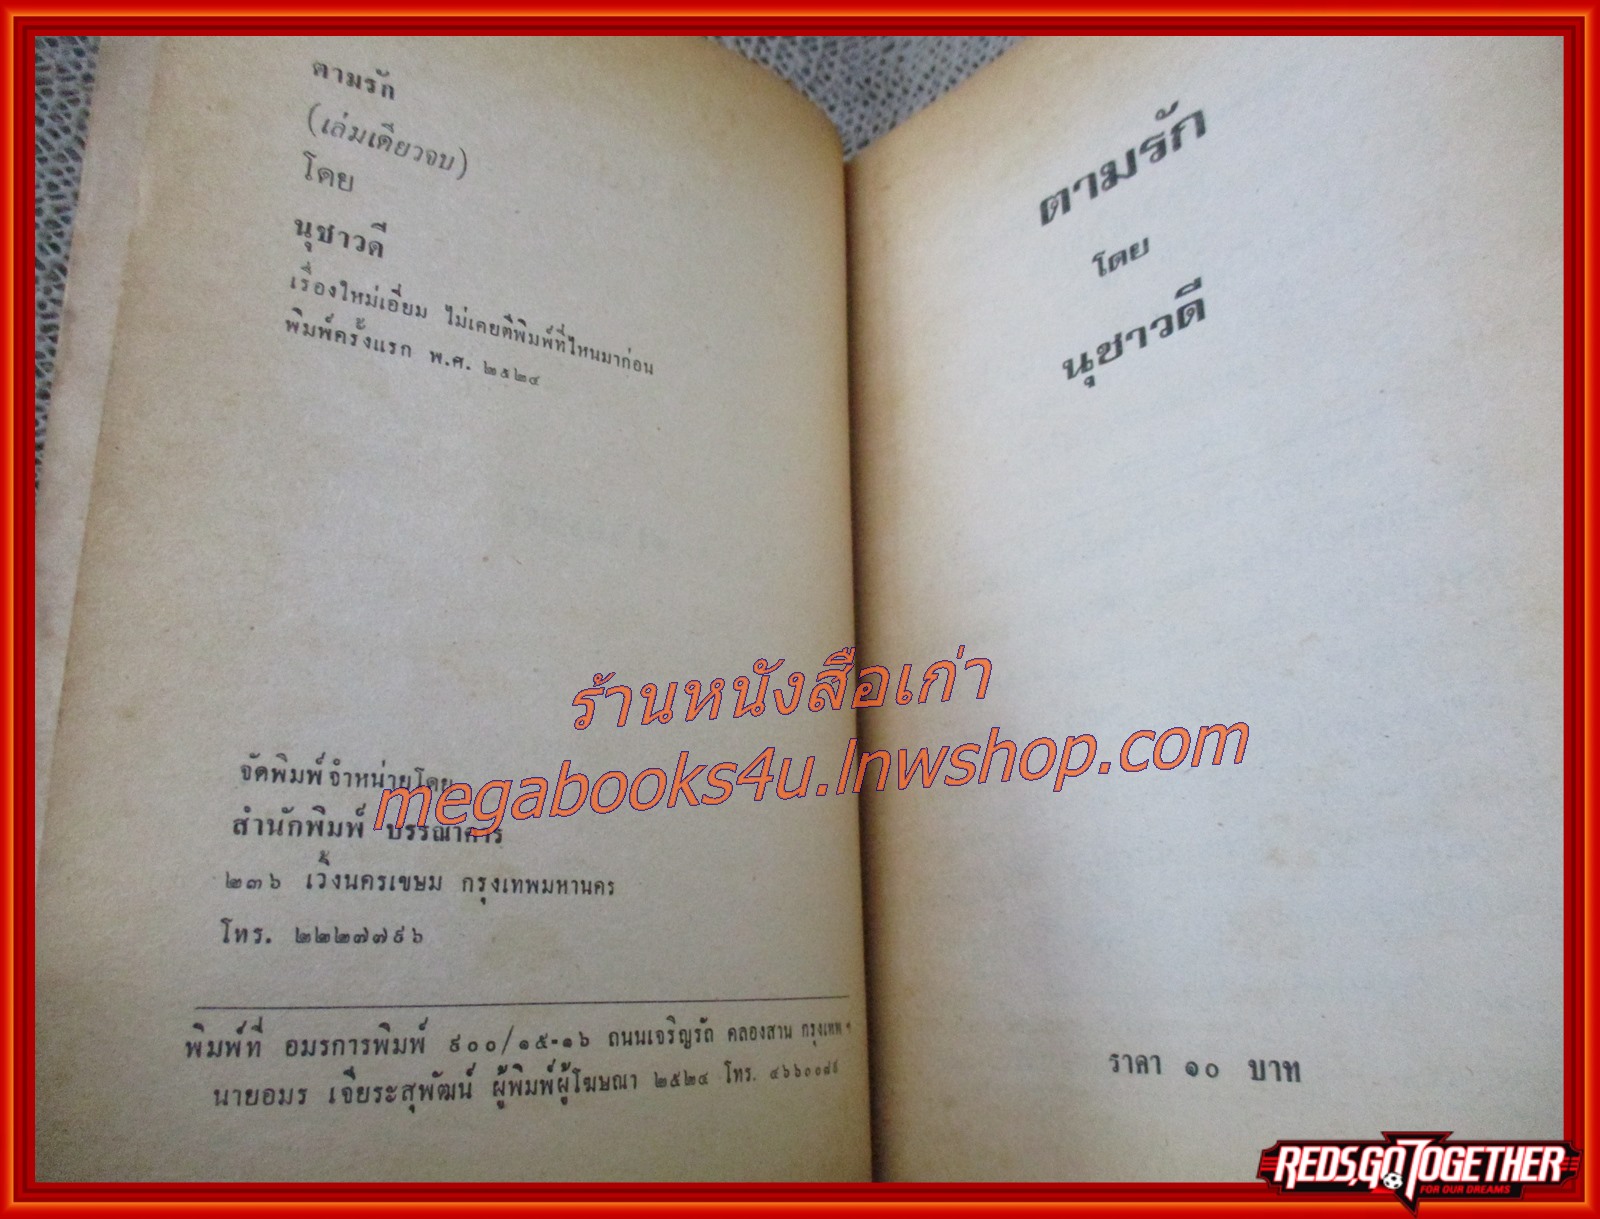 ตามรัก
(เล่มเดียวจบ)
โดย
นุชาวดี
เรื่องใหม่เอี่ยม ไม่เคยตีพิมพ์ที่ไหนมาก่อน
พิมพ์ครั้งแรก พ.ศ. ๒๕๒๔
จัดพิมพ์จำหน่ายโดย
สำนักพิมพ์ บรรณาคาร
๒๓๖ เวิ้งนครเขษม กรุงเทพมหานคร
โทร. ๒๒๒๗๗๙๖
พิมพ์ที่ อมรการพิมพ์ ๙๐๐/๑๕-๑๖ ถนนเจริญรัถ คลองสาน กรุงเทพ ฯ
นายอมร เจียระสุพัฒน์ ผู้พิมพ์ผู้โฆษณา ๒๕๒๔ โทร.
ตามรัก
โดย
นุชาวดี
ราคา ๑๐ บาท
ร้านหนังสือเก่า
megabooks4u.lnwshop.com
REDS,GO TOGETHER
FOR OUR DREAMS